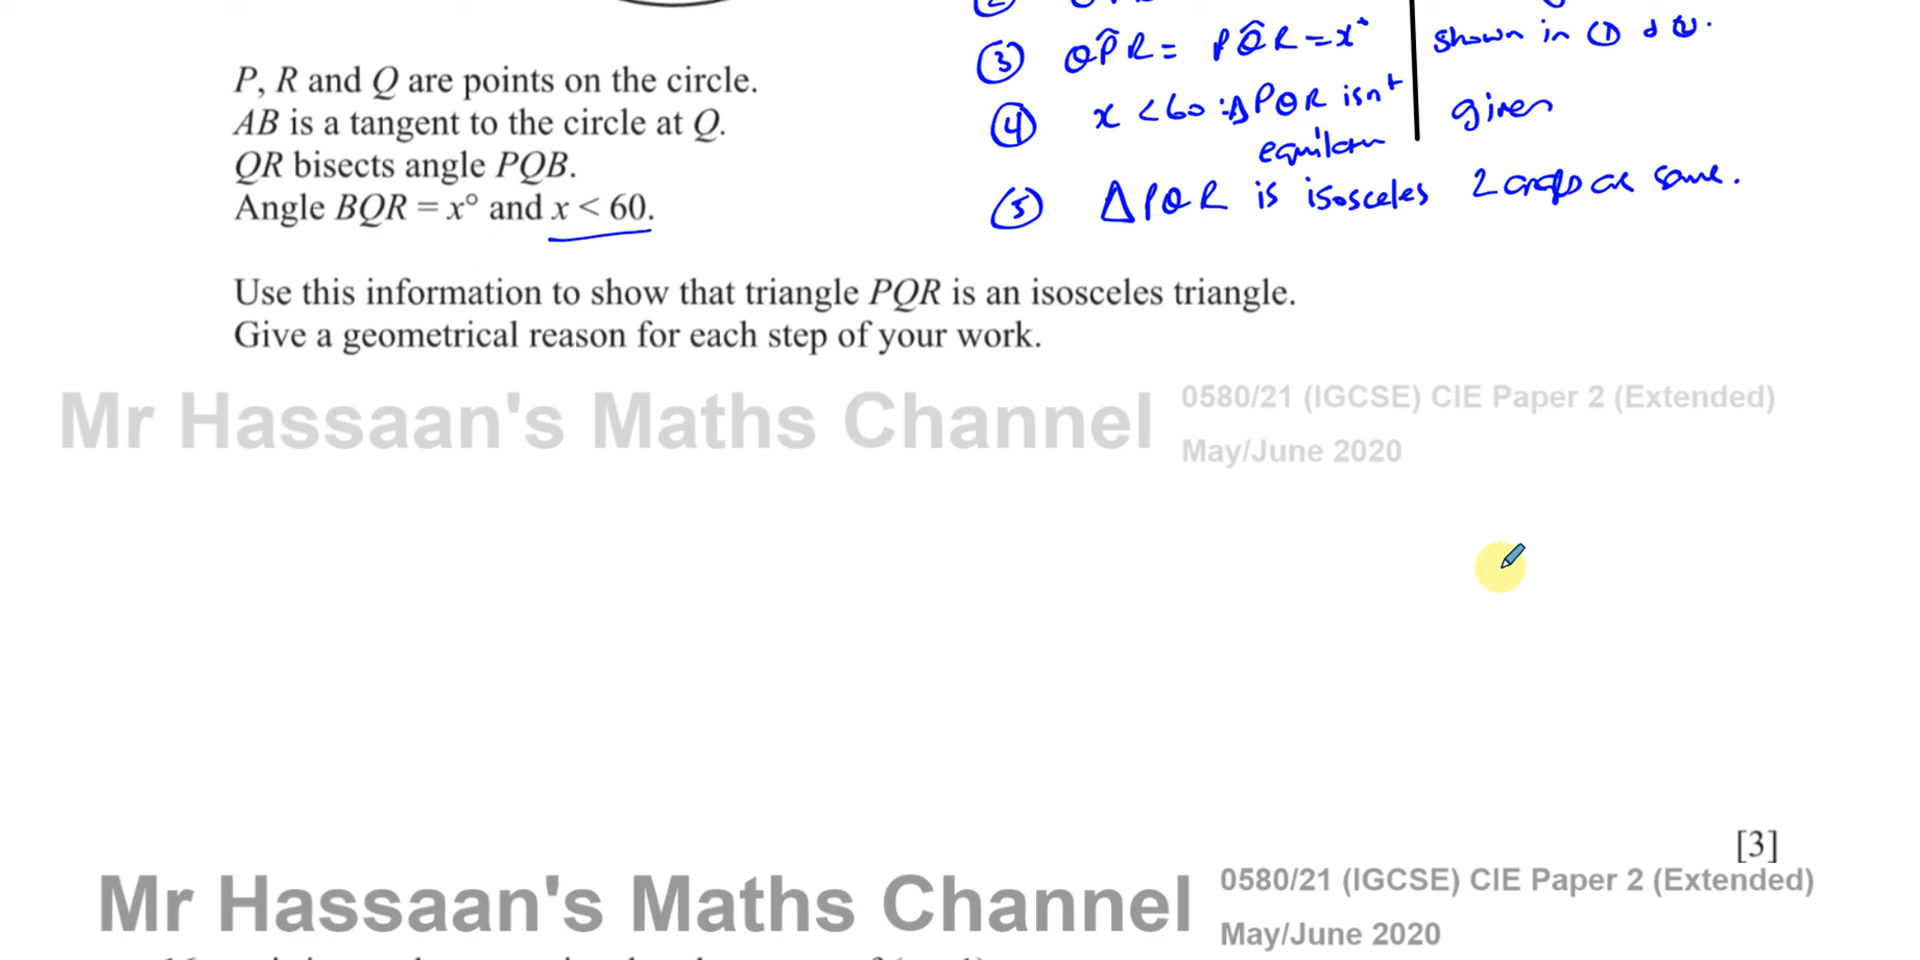 ③ QP̂R = PQ̂R = x° shown in ① & ②.
P, R and Q are points on the circle.
④ x < 60 ∴ Δ PQR isn't given
AB is a tangent to the circle at Q.
equilateral
QR bisects angle PQB.
⑤ Δ PQR is isosceles 2 angles are same.
Angle BQR = x° and x < 60.
Use this information to show that triangle PQR is an isosceles triangle.
Give a geometrical reason for each step of your work.
Mr Hassaan's Maths Channel
0580/21 (IGCSE) CIE Paper 2 (Extended)
May/June 2020
[3]
Mr Hassaan's Maths Channel
0580/21 (IGCSE) CIE Paper 2 (Extended)
May/June 2020